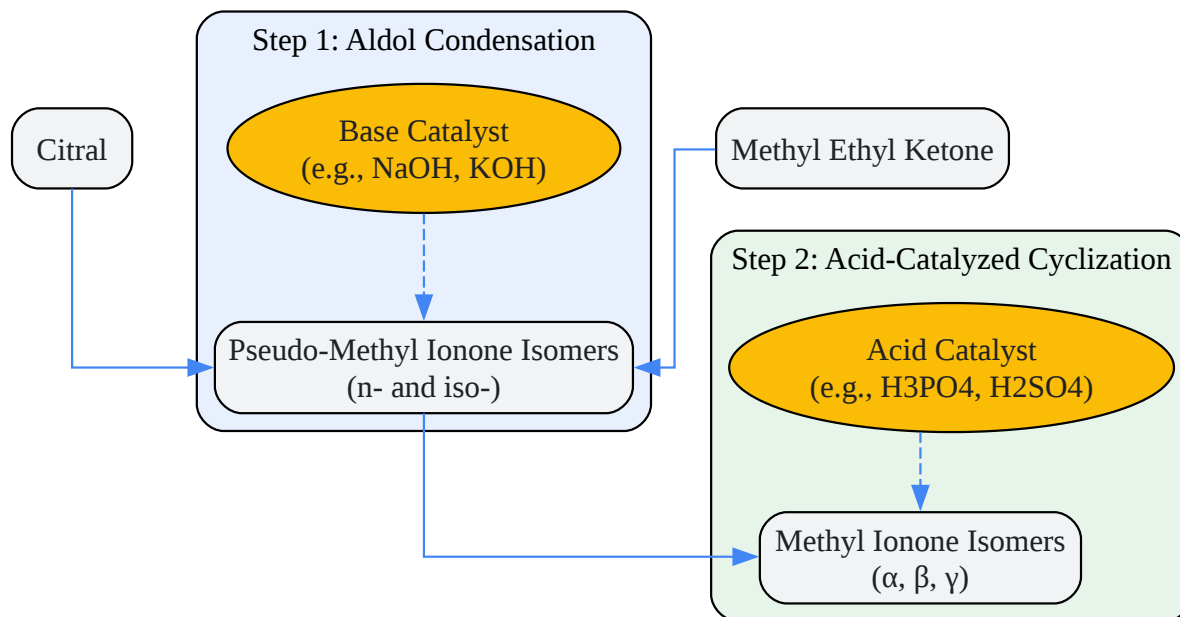 Step 1: Aldol Condensation
Citral
Base Catalyst
(e.g., NaOH, KOH)
Methyl Ethyl Ketone
Pseudo-Methyl Ionone Isomers
(n- and iso-)
Step 2: Acid-Catalyzed Cyclization
Acid Catalyst
(e.g., H3PO4, H2SO4)
Methyl Ionone Isomers
(α, β, γ)